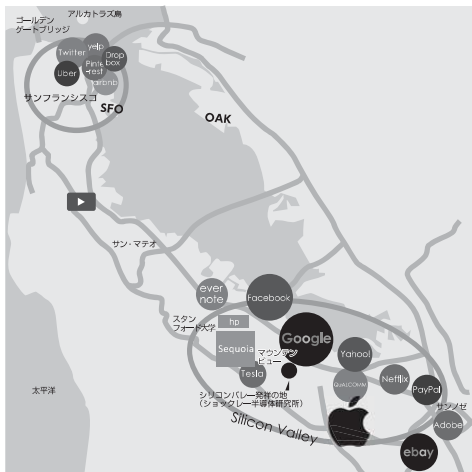 アルカトラズ島
ゴールデン
ゲートブリッジ
yelp
Twitter
Drop
box
Pinte
-rest
Uber
airbnb
サンフランシスコ
SFO
OAK
サン・マテオ
ever
note
Facebook
スタン
フォード大学
hp
Google
Sequoia
マウンテン
ビュー
Yahoo!
Tesla
QUALCOMM
Netflix
PayPal
シリコンバレー発祥の地
(ショックレー半導体研究所)
太平洋
サンノゼ
Adobe
Silicon Valley
ebay